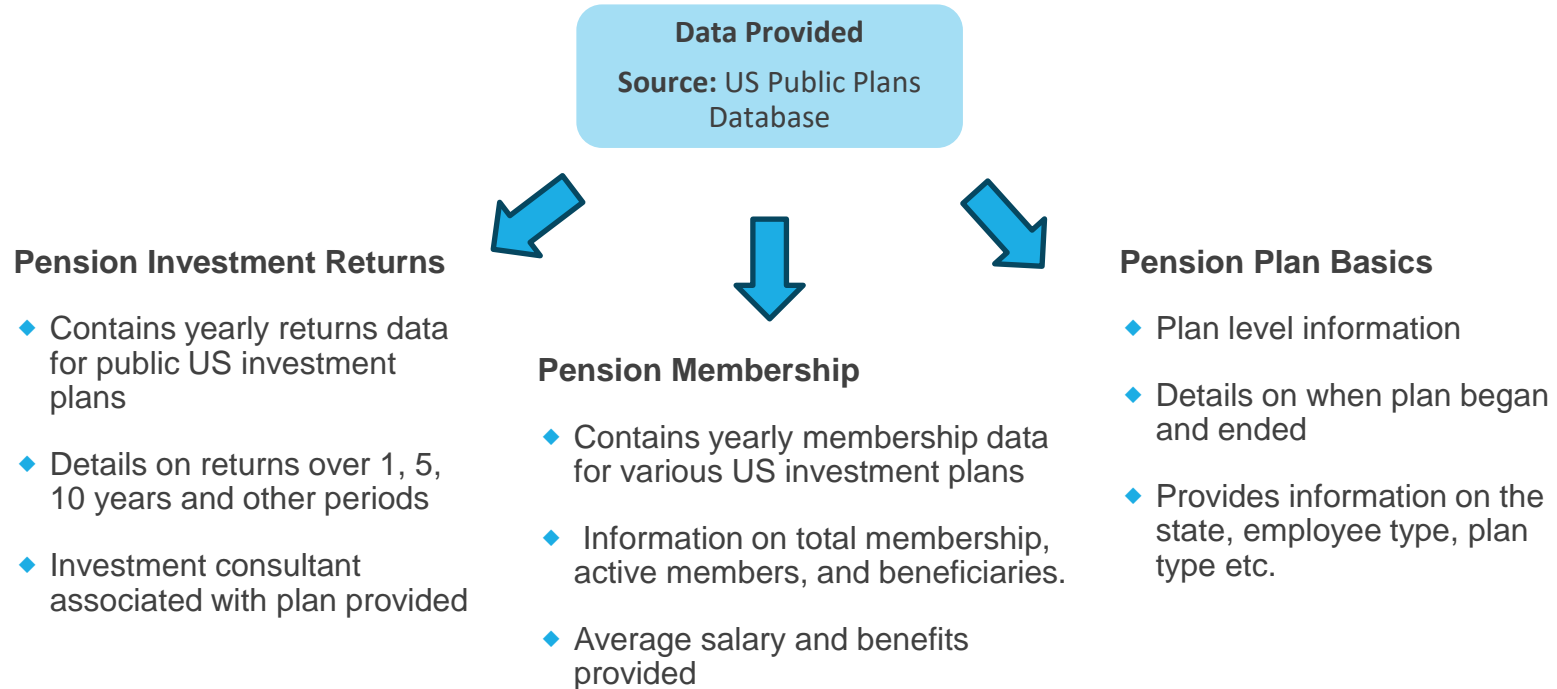 Data Provided
Source: US Public Plans
Database
Pension Investment Returns
◆ Contains yearly returns data
for public US investment
plans
◆ Details on returns over 1, 5,
10 years and other periods
◆ Investment consultant
associated with plan provided
Pension Membership
◆ Contains yearly membership data
for various US investment plans
◆ Information on total membership,
active members, and beneficiaries.
◆ Average salary and benefits
provided
Pension Plan Basics
◆ Plan level information
◆ Details on when plan began
and ended
◆ Provides information on the
state, employee type, plan
type etc.